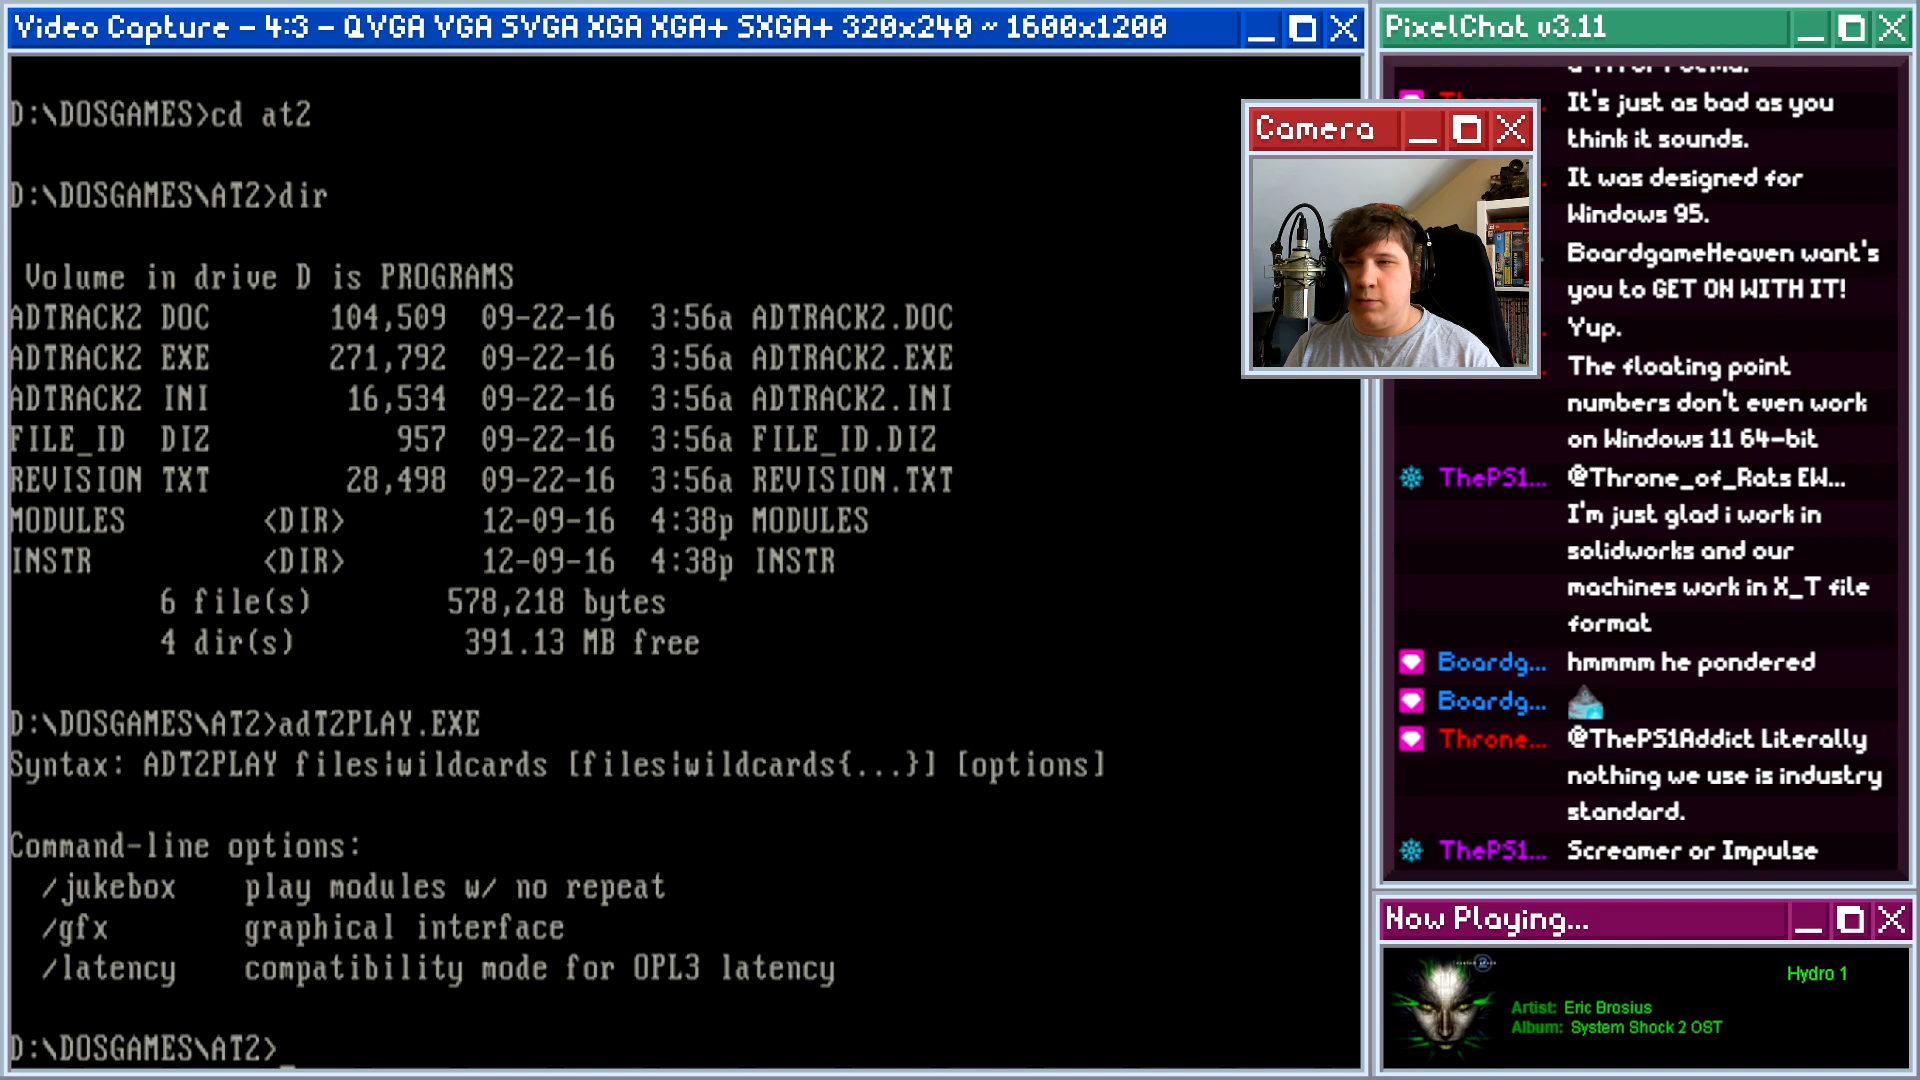 Video Capture - 4:3 - QVGA VGA SVGA XGA XGA+ SXGA+ 320x240 ~ 1600x1200
D:\DOSGAMES>cd at2
D:\DOSGAMES\AT2>dir
Volume in drive D is PROGRAMS
ADTRACK2 DOC 104,509 09-22-16 3:56a ADTRACK2.DOC
ADTRACK2 EXE 271,792 09-22-16 3:56a ADTRACK2.EXE
ADTRACK2 INI 16,534 09-22-16 3:56a ADTRACK2.INI
FILE_ID DIZ 957 09-22-16 3:56a FILE_ID.DIZ
REVISION TXT 28,498 09-22-16 3:56a REVISION.TXT
MODULES <DIR> 12-09-16 4:38p MODULES
INSTR <DIR> 12-09-16 4:38p INSTR
6 file(s) 578,218 bytes
4 dir(s) 391.13 MB free
D:\DOSGAMES\AT2>adT2PLAY.EXE
Syntax: ADT2PLAY files|wildcards [files|wildcards{...}] [options]
Command-line options:
/jukebox play modules w/ no repeat
/gfx graphical interface
/latency compatibility mode for OPL3 latency
D:\DOSGAMES\AT2>_
Camera
PixelChat v3.11
It's just as bad as you
think it sounds.
It was designed for
Windows 95.
BoardgameHeaven want's
you to GET ON WITH IT!
Yup.
The floating point
numbers don't even work
on Windows 11 64-bit
ThePS1... @Throne_of_Rats EW...
I'm just glad i work in
solidworks and our
machines work in X_T file
format
Boardg... hmmmm he pondered
Boardg...
Throne... @ThePS1Addict Literally
nothing we use is industry
standard.
ThePS1... Screamer or Impulse
Now Playing...
Hydro 1
Artist: Eric Brosius
Album: System Shock 2 OST